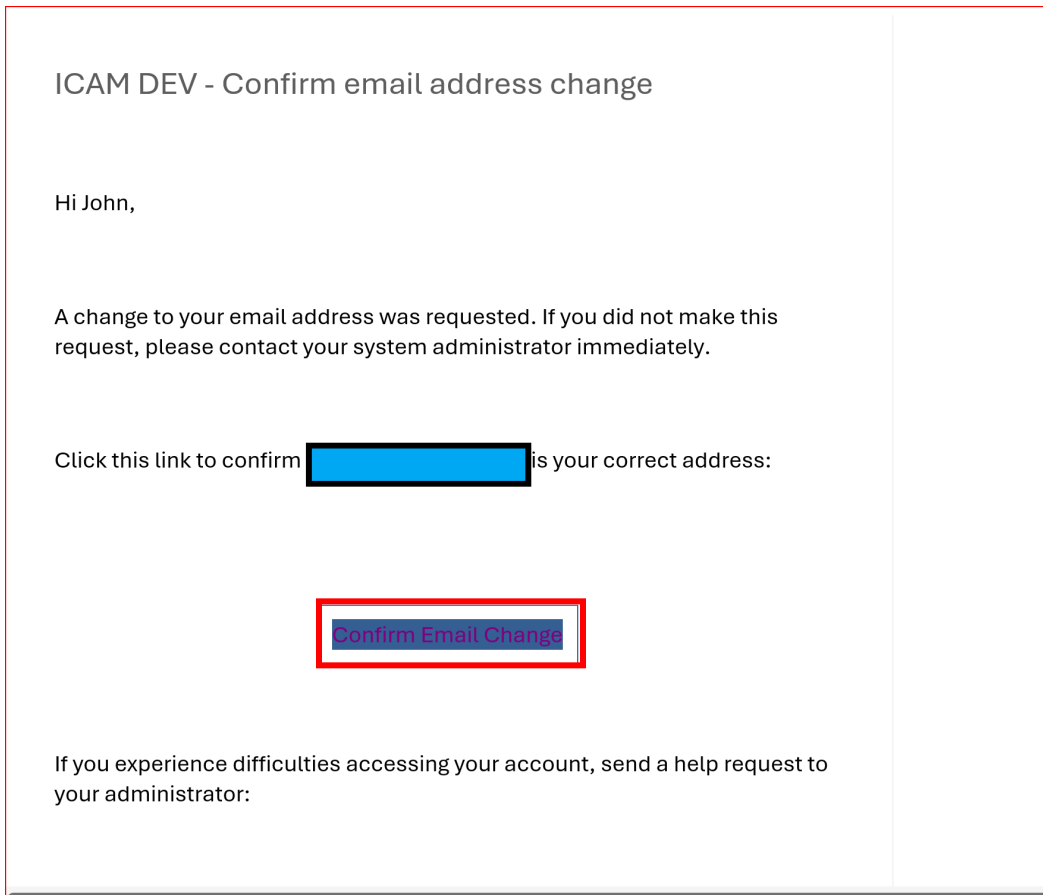 ICAM DEV - Confirm email address change
Hi John,
A change to your email address was requested. If you did not make this
request, please contact your system administrator immediately.
Click this link to confirm is your correct address:
Confirm Email Change
If you experience difficulties accessing your account, send a help request to
your administrator: